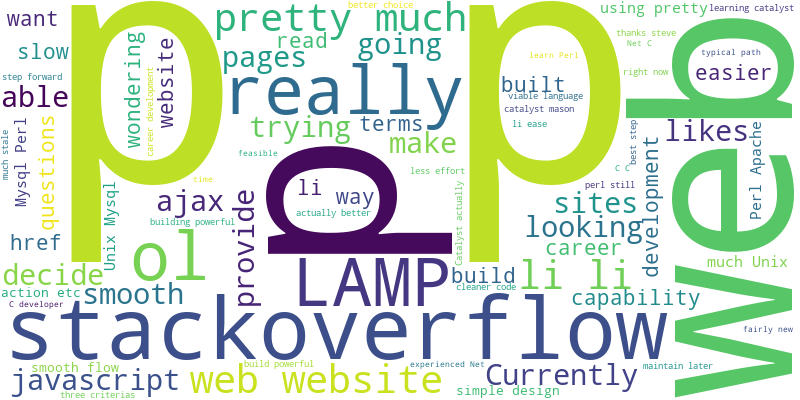 want
slow
step forward
able
much stale
Mysql Perl
questions
href
decide
action etc
C developer
smooth
ol
p p
wondering
career development
website
time
Unix Mysql
ajax
building powerful
pretty much
better choice
pages
read
going
really
trying
terms
make
feasible
less effort
a
li
way
actually better
provide
LAMP
build
cleaner code
Catalyst actually
built
learn Perl
viable language
catalyst mason
li ease
perl still
sites
looking
career
li li
capability
development
best step
C C
right now
using pretty
thanks steve
Net C
learning catalyst
typical path
easier
likes
Perl Apache
web
much Unix
fairly new
maintain later
stackoverflow
smooth flow
javascript
three criterias
web website
build powerful
experienced Net
Currently
simple design